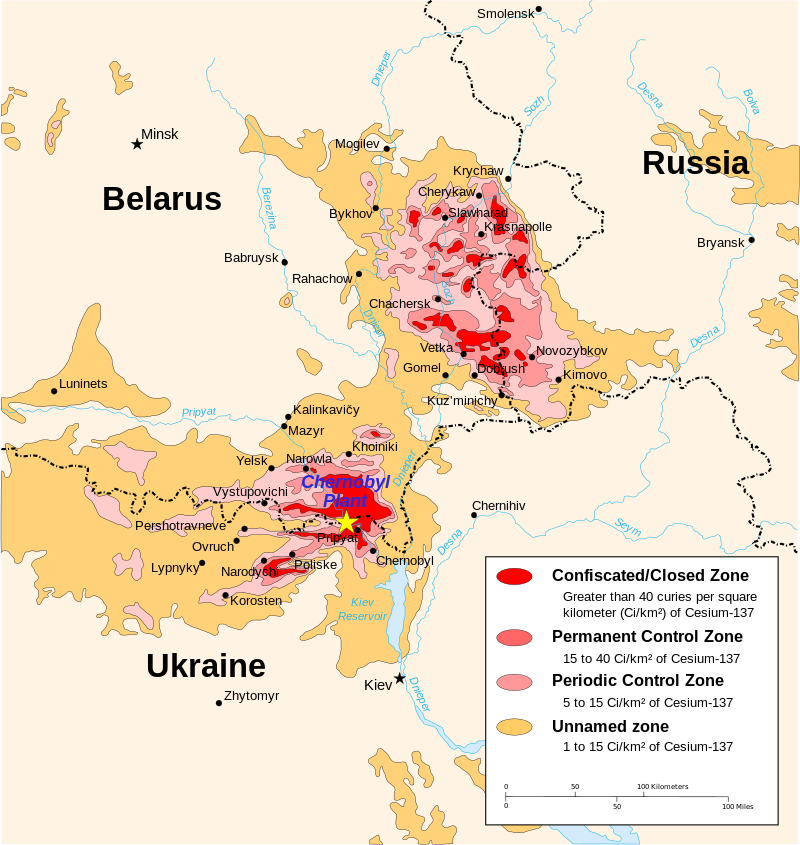 Smolensk
Dnieper
Sozh
Desna
Bolva
Minsk
Mogilev
Russia
Krychaw
Belarus
Cherykaw
Berezina
Bykhov
Slawharad
Krasnapolle
Bryansk
Babruysk
Rahachow
Sozh
Chachersk
Dnieper
Desna
Vetka
Novozybkov
Gomel
Dobrush
Kimovo
Luninets
Kuz'minichy
Pripyat
Kalinkavičy
Mazyr
Khoiniki
Yelsk
Narowla
Dnieper
Chernobyl
Plant
Vystupovichi
Chernihiv
Pershotravneve
Pripyat
Desna
Seym
Ovruch
Chernobyl
Lypnyky
Narodychi
Poliske
Korosten
Kiev
Reservoir
Ukraine
Kiev
Dnieper
Zhytomyr
Confiscated/Closed Zone
Greater than 40 curies per square
kilometer (Ci/km²) of Cesium-137
Permanent Control Zone
15 to 40 Ci/km² of Cesium-137
Periodic Control Zone
5 to 15 Ci/km² of Cesium-137
Unnamed zone
1 to 15 Ci/km² of Cesium-137
0 50 100 Kilometers
0 50 100 Miles